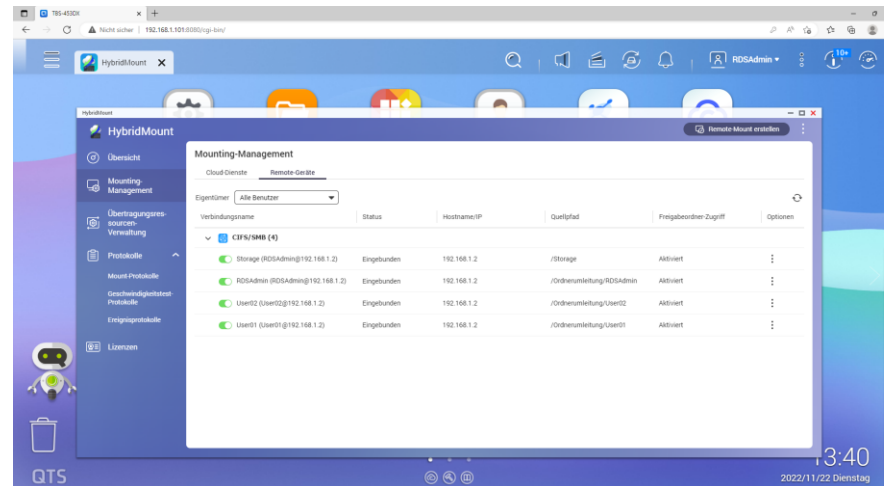 TBS-453DX
Nicht sicher | 192.168.1.101:8080/cgi-bin/
HybridMount
RDSAdmin
10+
HybridMount
HybridMount
Remote-Mount erstellen
Übersicht
Mounting-
Management
Übertragungsres-
sourcen-
Verwaltung
Protokolle
Mount-Protokolle
Geschwindigkeitstest-
Protokolle
Ereignisprotokolle
Lizenzen
Mounting-Management
Cloud-Dienste Remote-Geräte
Eigentümer Alle Benutzer
Verbindungsname Status Hostname/IP Quellpfad Freigabeordner-Zugriff Optionen
CIFS/SMB (4)
Storage (RDSAdmin@192.168.1.2) Eingebunden 192.168.1.2 /Storage Aktiviert
RDSAdmin (RDSAdmin@192.168.1.2) Eingebunden 192.168.1.2 /Ordnerumleitung/RDSAdmin Aktiviert
User02 (User02@192.168.1.2) Eingebunden 192.168.1.2 /Ordnerumleitung/User02 Aktiviert
User01 (User01@192.168.1.2) Eingebunden 192.168.1.2 /Ordnerumleitung/User01 Aktiviert
QTS
13:40
2022/11/22 Dienstag